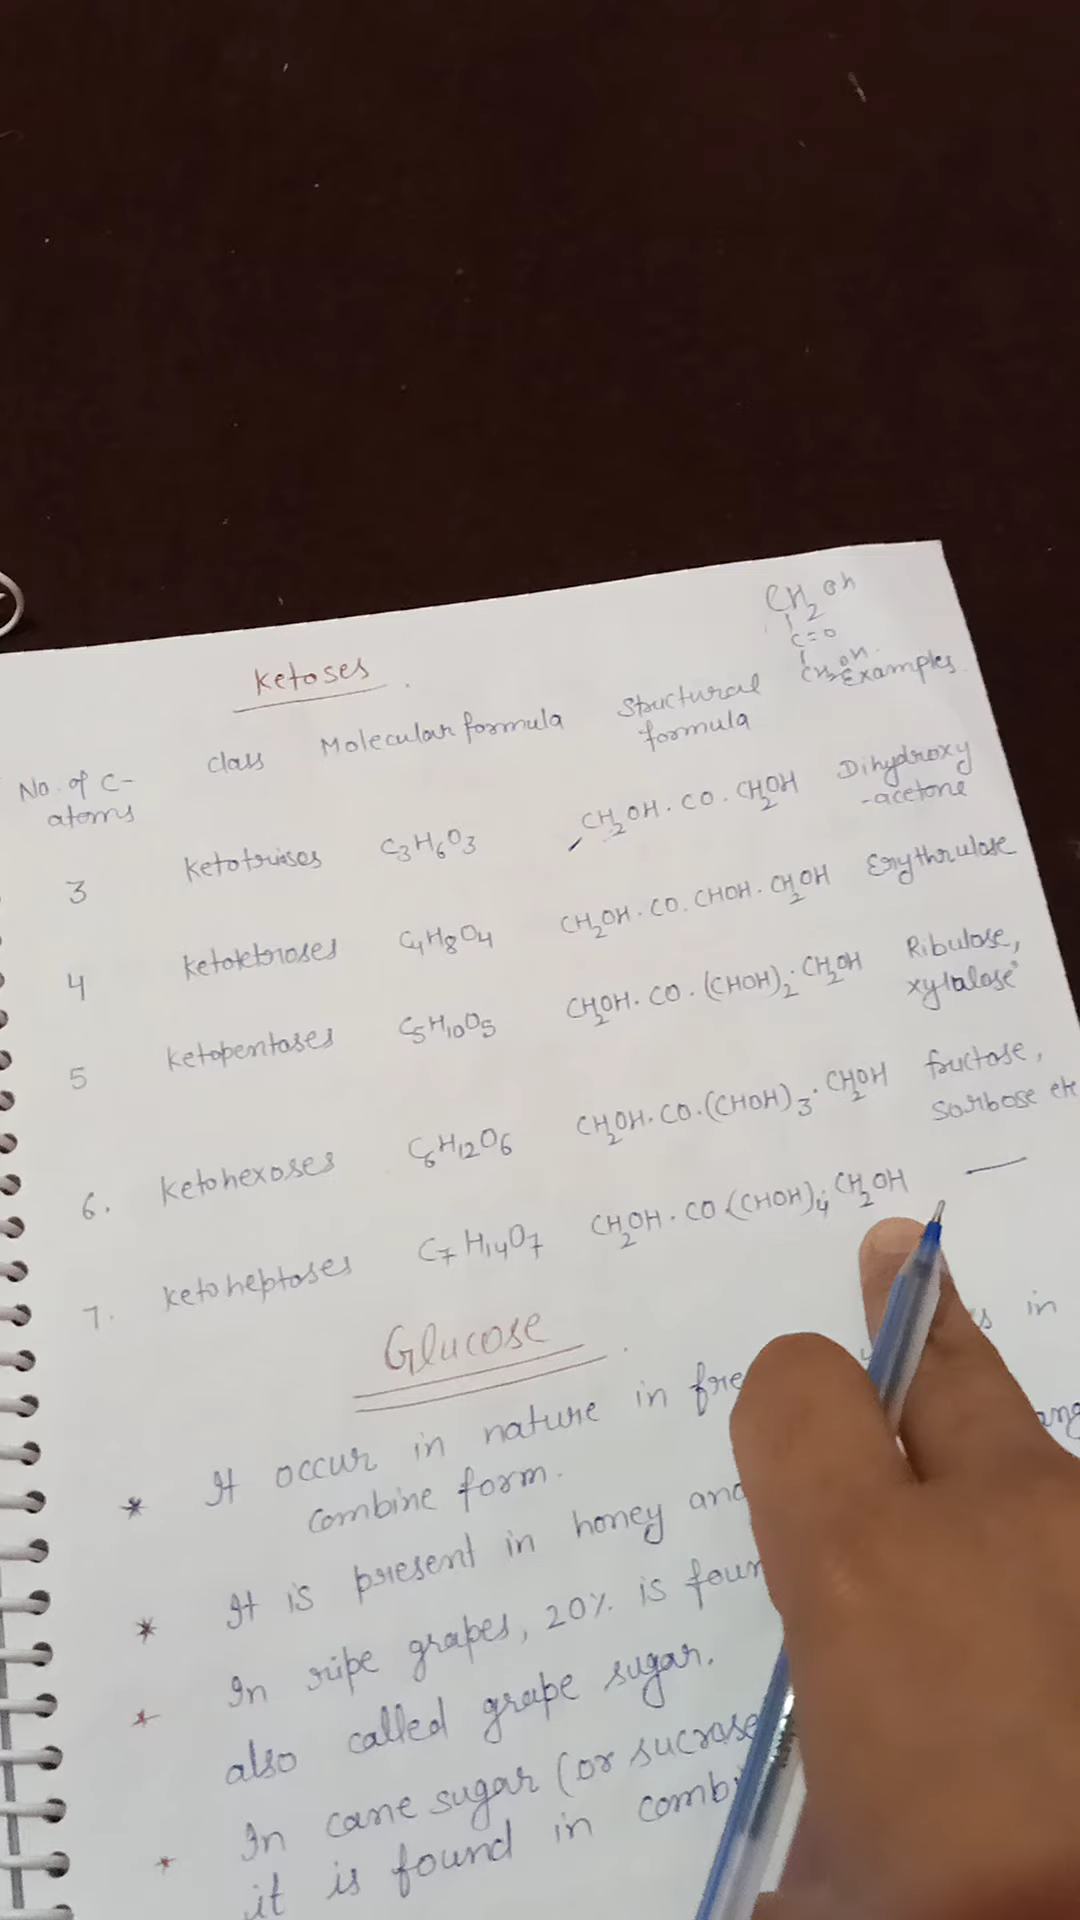 CH2OH
C=O
CH2OH
Ketoses
No. of C-atoms class Molecular formula Structural formula Examples
3 ketotrioses C3H6O3 CH2OH.CO.CH2OH Dihydroxy-acetone
4 ketotetroses C4H8O4 CH2OH.CO.CHOH.CH2OH Erythrulose
5 ketopentoses C5H10O5 CH2OH.CO.(CHOH)2.CH2OH Ribulose, xylulose
6. ketohexoses C6H12O6 CH2OH.CO.(CHOH)3.CH2OH fructose, Sorbose etc
7. ketoheptoses C7H14O7 CH2OH.CO.(CHOH)4.CH2OH —
Glucose
* It occur in nature in in
combine form.
* It is present in honey and
* In ripe grapes, 20% is
also called grape sugar.
* In cane sugar (or sucrose
it is found in